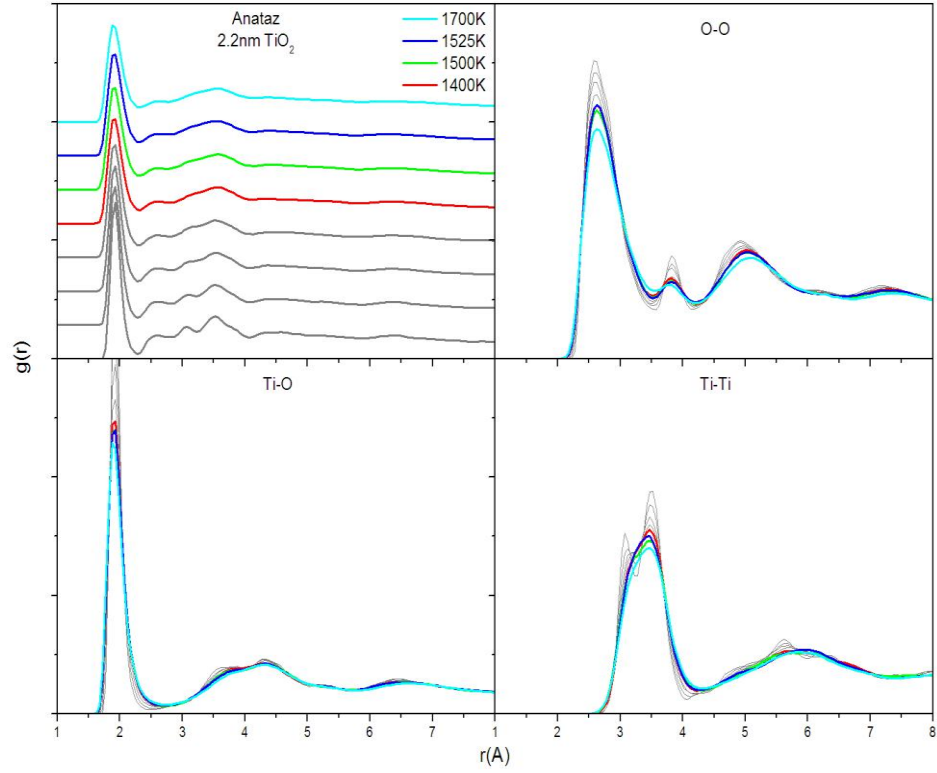 Anataz
2.2nm TiO₂
1700K
1525K
1500K
1400K
O-O
g(r)
Ti-O
Ti-Ti
1 2 3 4 5 6 7 1 2 3 4 5 6 7 8
r(A)